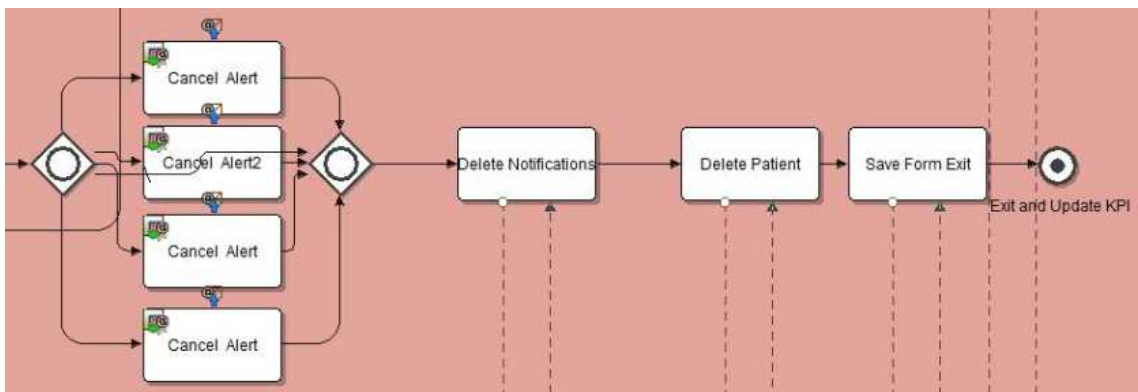 Cancel Alert
Cancel Alert2
Cancel Alert
Cancel Alert
Delete Notifications
Delete Patient
Save Form Exit
Exit and Update KPI